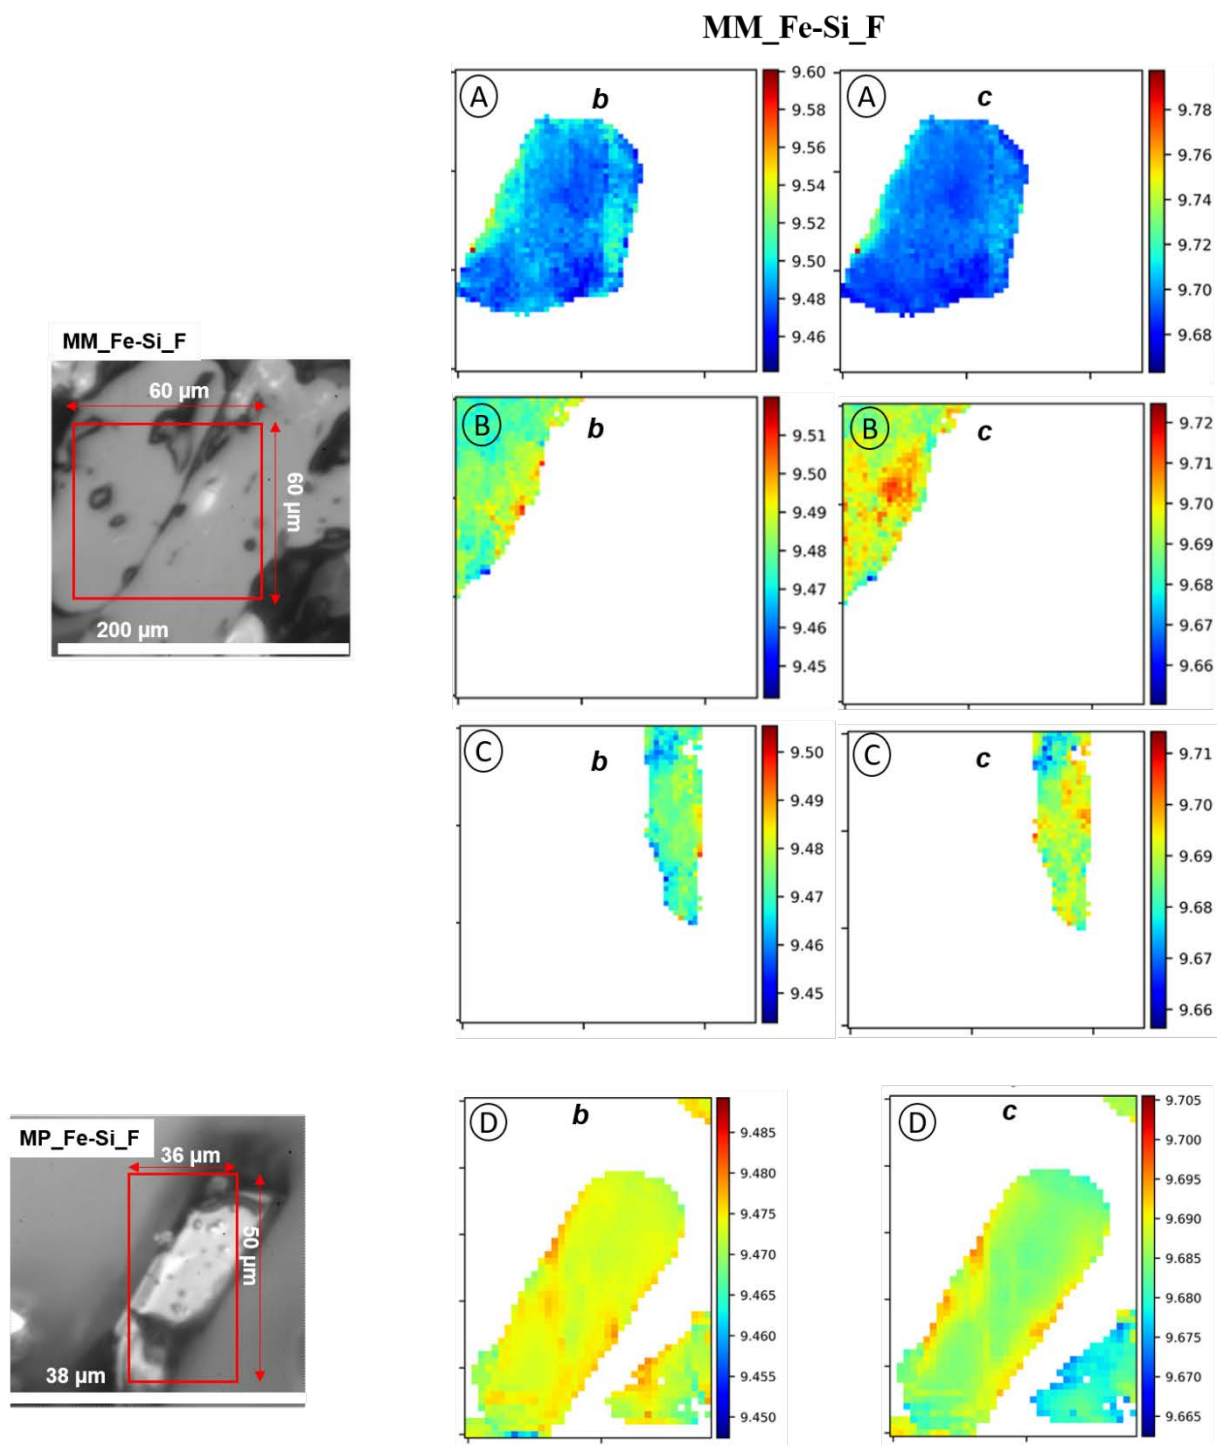 MM_Fe-Si_F
A
b
9.60
9.58
9.56
9.54
9.52
9.50
9.48
9.46
A
c
9.78
9.76
9.74
9.72
9.70
9.68
MM_Fe-Si_F
60 µm
60 µm
200 µm
B
b
9.51
9.50
9.49
9.48
9.47
9.46
9.45
B
c
9.72
9.71
9.70
9.69
9.68
9.67
9.66
C
b
9.50
9.49
9.48
9.47
9.46
9.45
C
c
9.71
9.70
9.69
9.68
9.67
9.66
MP_Fe-Si_F
36 µm
50 µm
38 µm
D
b
9.485
9.480
9.475
9.470
9.465
9.460
9.455
9.450
D
c
9.705
9.700
9.695
9.690
9.685
9.680
9.675
9.670
9.665